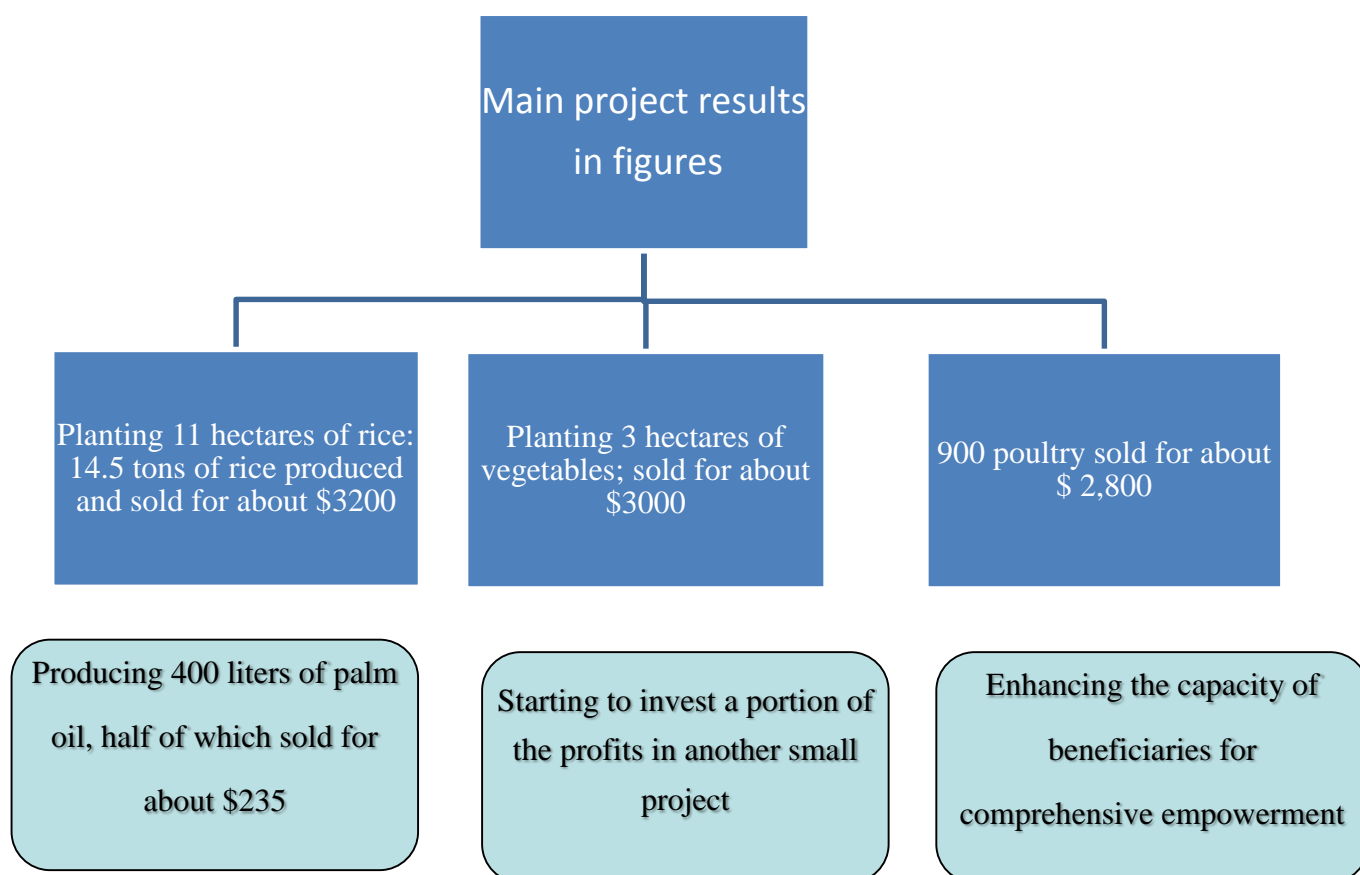 Main project results
in figures
Planting 11 hectares of rice:
14.5 tons of rice produced
and sold for about $3200
Planting 3 hectares of
vegetables; sold for about
$3000
900 poultry sold for about
$ 2,800
Producing 400 liters of palm
oil, half of which sold for
about $235
Starting to invest a portion of
the profits in another small
project
Enhancing the capacity of
beneficiaries for
comprehensive empowerment